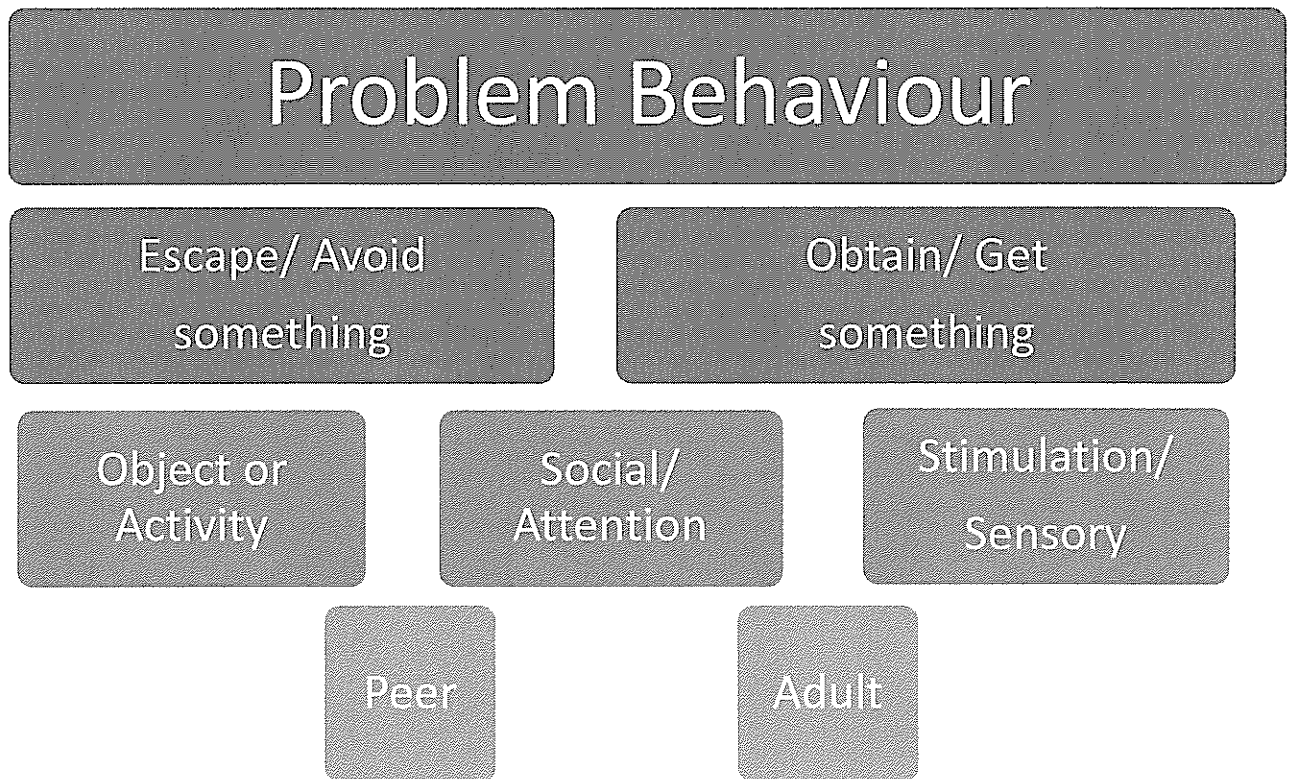 Problem Behaviour
Escape/ Avoid
something
Obtain/ Get
something
Object or
Activity
Social/
Attention
Stimulation/
Sensory
Peer
Adult